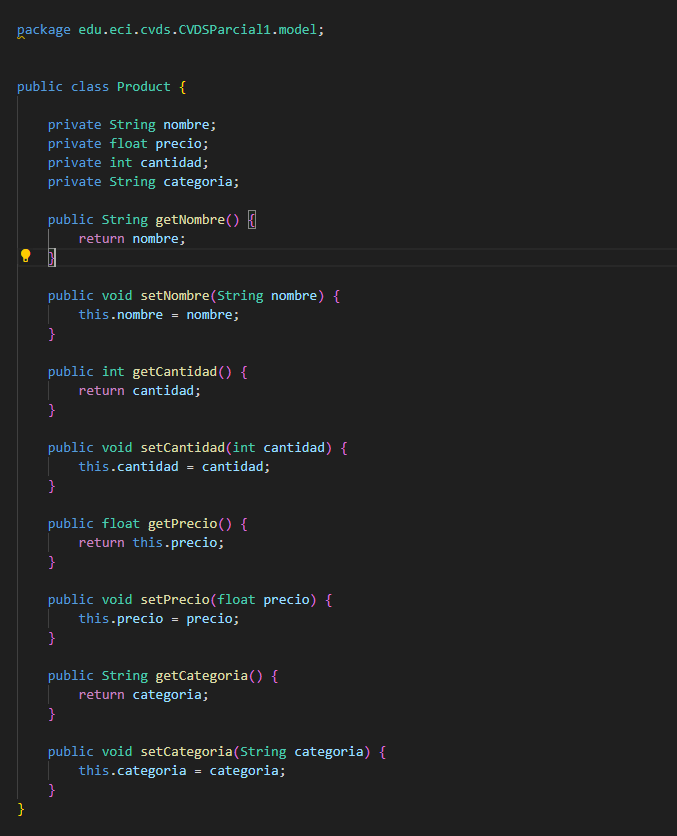 package edu.eci.cvds.CVDSParcial1.model;
public class Product {
private String nombre;
private float precio;
private int cantidad;
private String categoria;
public String getNombre() {
return nombre;
}
public void setNombre(String nombre) {
this.nombre = nombre;
}
public int getCantidad() {
return cantidad;
}
public void setCantidad(int cantidad) {
this.cantidad = cantidad;
}
public float getPrecio() {
return this.precio;
}
public void setPrecio(float precio) {
this.precio = precio;
}
public String getCategoria() {
return categoria;
}
public void setCategoria(String categoria) {
this.categoria = categoria;
}
}